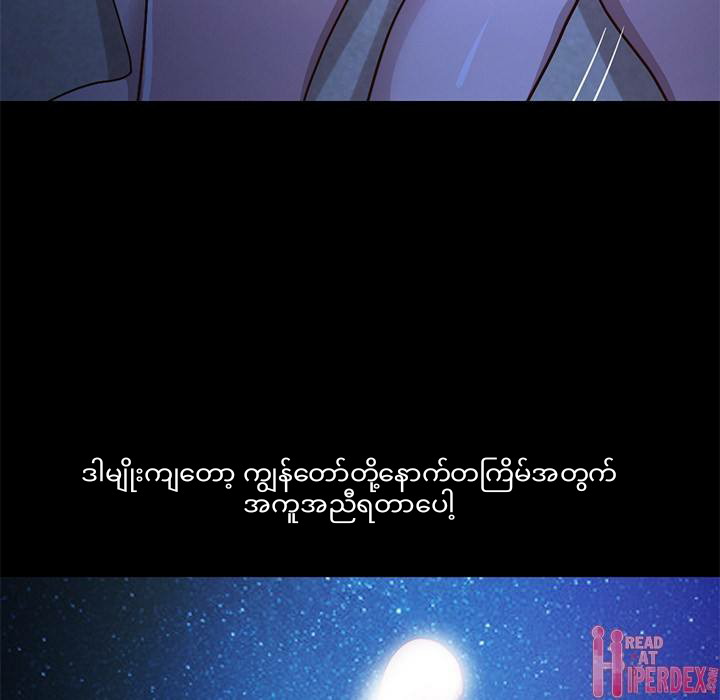 ဒါမျိုးကျတော့ ကျွန်တော်တို့နောက်တကြိမ်အတွက်
အကူအညီရတာပေါ့
READ
AT
HIPERDEX.COM